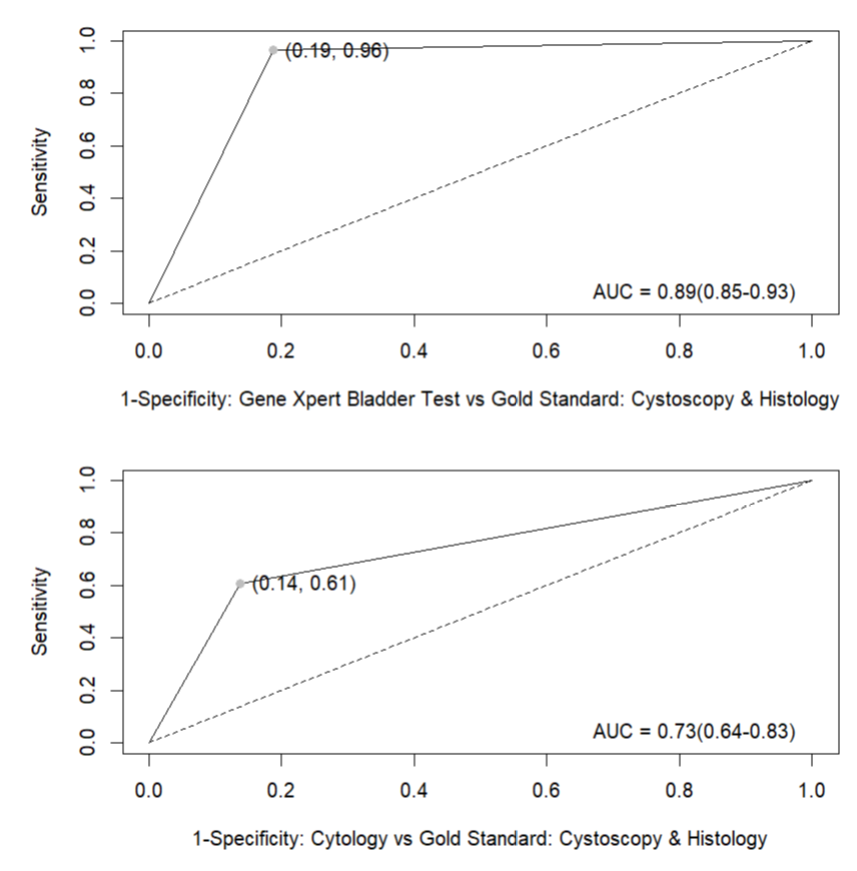 1.0
0.8
0.6
0.4
0.2
0.0
Sensitivity
(0.19, 0.96)
AUC = 0.89(0.85-0.93)
0.0 0.2 0.4 0.6 0.8 1.0
1-Specificity: Gene Xpert Bladder Test vs Gold Standard: Cystoscopy & Histology
1.0
0.8
0.6
0.4
0.2
0.0
Sensitivity
(0.14, 0.61)
AUC = 0.73(0.64-0.83)
0.0 0.2 0.4 0.6 0.8 1.0
1-Specificity: Cytology vs Gold Standard: Cystoscopy & Histology